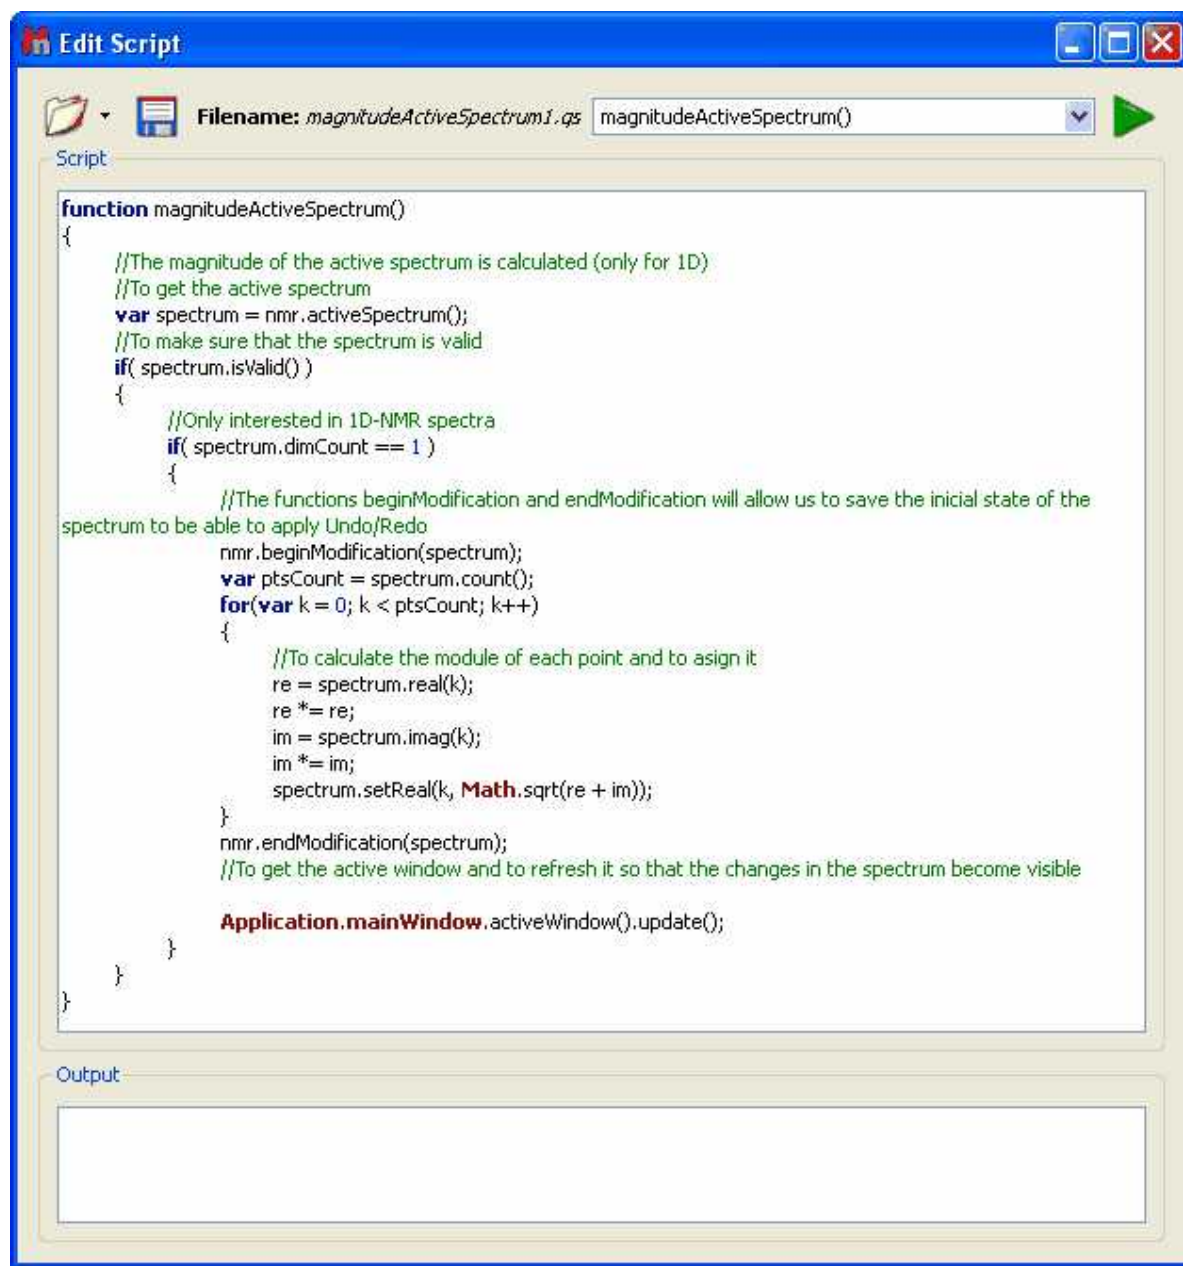 Edit Script
Filename: magnitudeActiveSpectrum1.qs magnitudeActiveSpectrum()
Script
function magnitudeActiveSpectrum()
{
//The magnitude of the active spectrum is calculated (only for 1D)
//To get the active spectrum
var spectrum = nmr.activeSpectrum();
//To make sure that the spectrum is valid
if( spectrum.isValid() )
{
//Only interested in 1D-NMR spectra
if( spectrum.dimCount == 1 )
{
//The functions beginModification and endModification will allow us to save the inicial state of the
spectrum to be able to apply Undo/Redo
nmr.beginModification(spectrum);
var ptsCount = spectrum.count();
for(var k = 0; k < ptsCount; k++)
{
//To calculate the module of each point and to asign it
re = spectrum.real(k);
re *= re;
im = spectrum.imag(k);
im *= im;
spectrum.setReal(k, Math.sqrt(re + im));
}
nmr.endModification(spectrum);
//To get the active window and to refresh it so that the changes in the spectrum become visible
Application.mainWindow.activeWindow().update();
}
}
}
Output